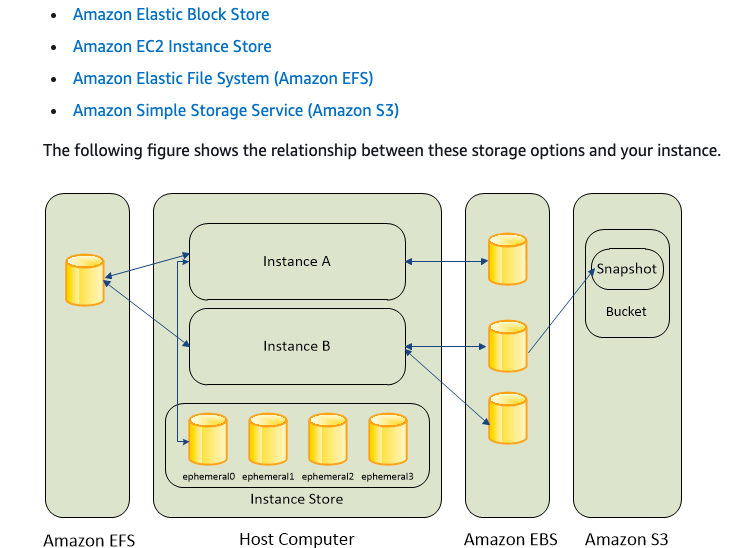 Amazon Elastic Block Store
Amazon EC2 Instance Store
Amazon Elastic File System (Amazon EFS)
Amazon Simple Storage Service (Amazon S3)
The following figure shows the relationship between these storage options and your instance.
Instance A
Snapshot
Bucket
Instance B
ephemeral0 ephemeral1 ephemeral2 ephemeral3
Instance Store
Amazon EFS
Host Computer
Amazon EBS
Amazon S3